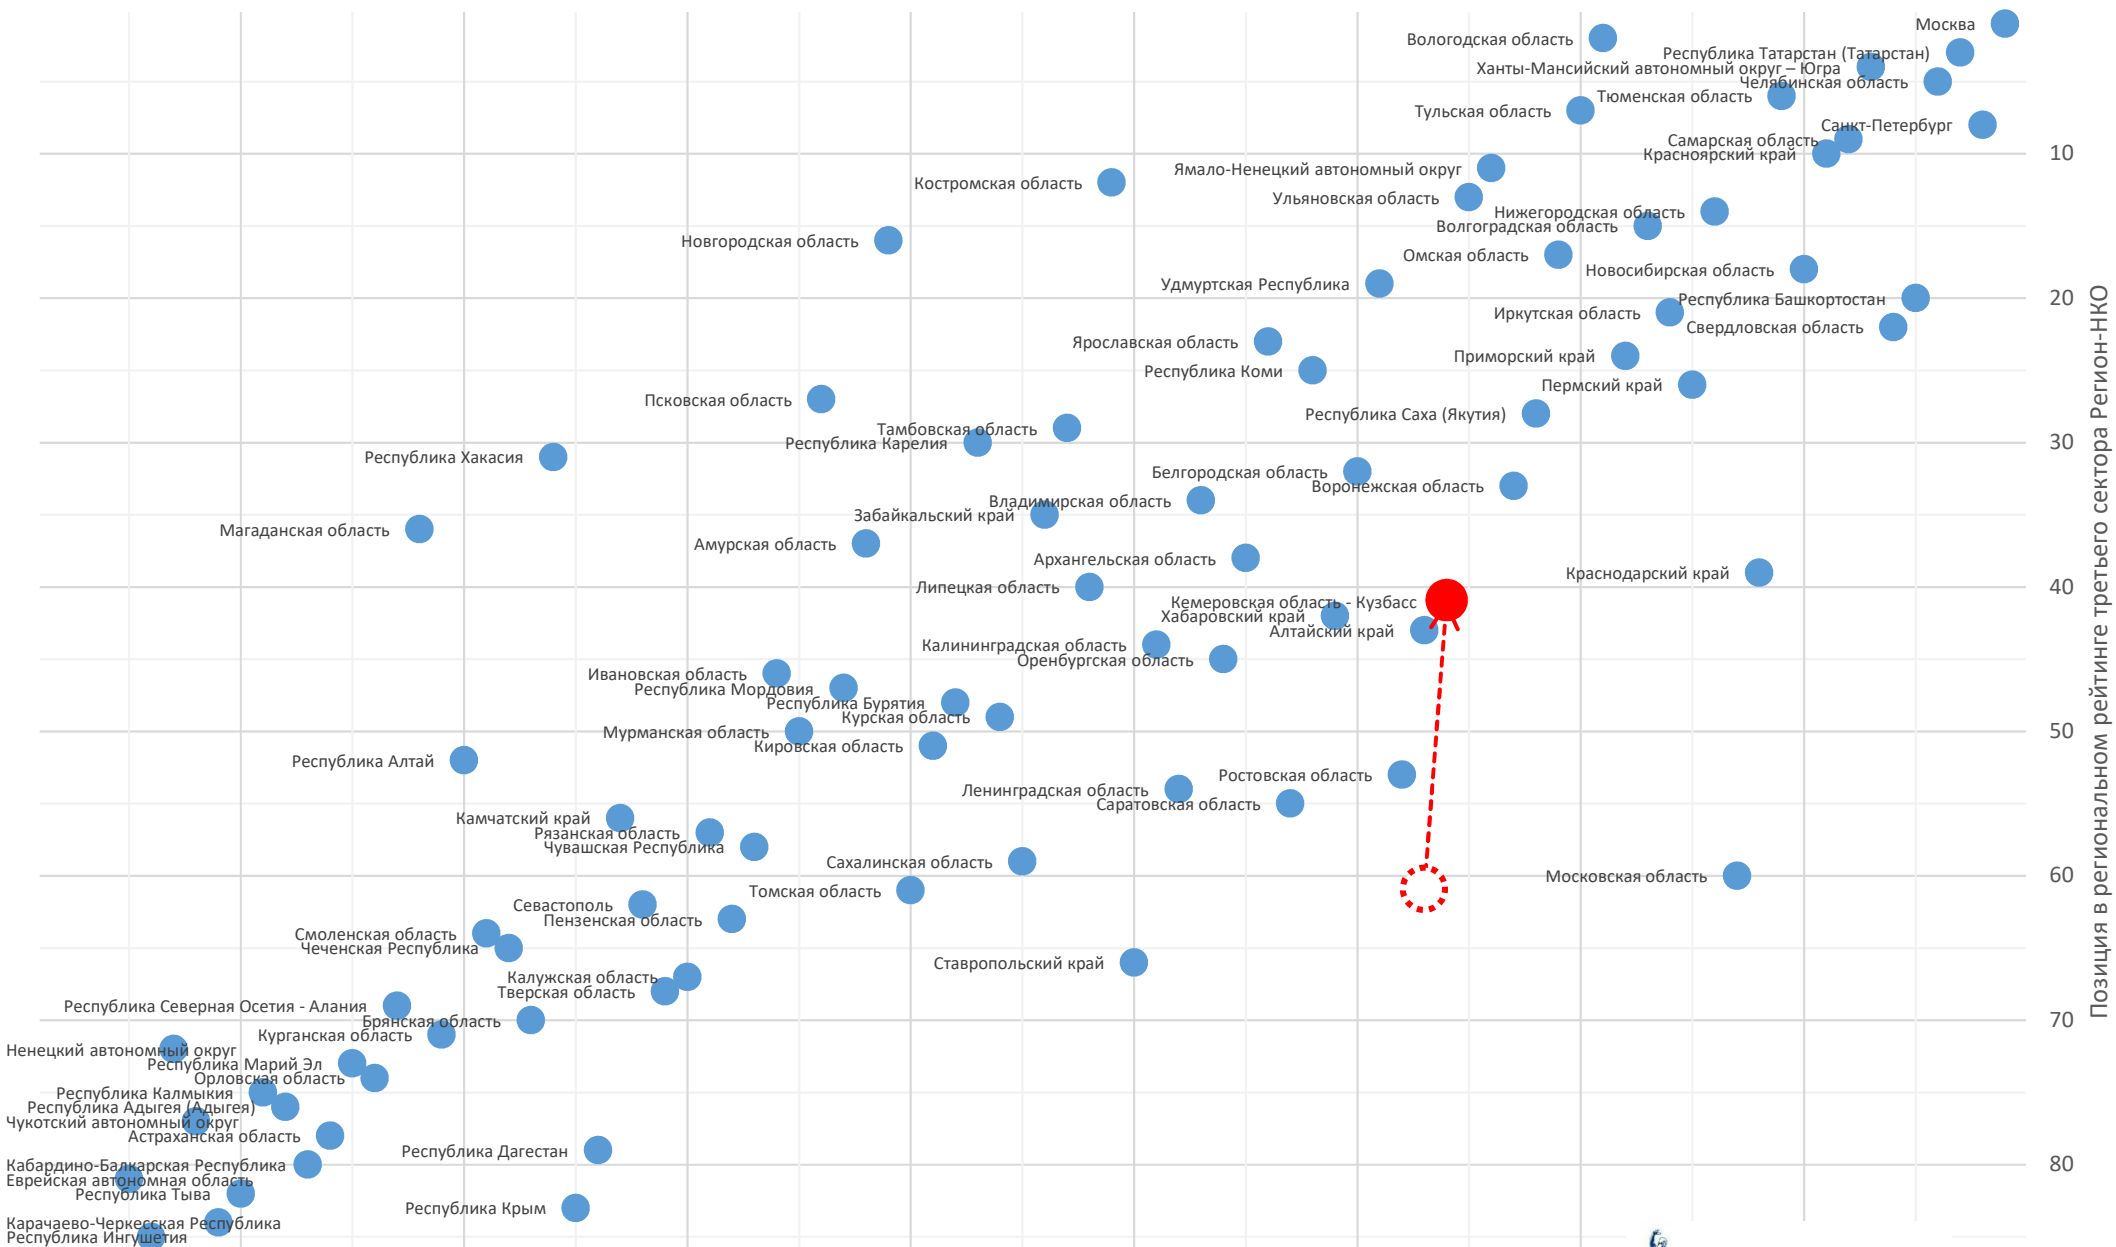 Москва
Вологодская область
Республика Татарстан (Татарстан)
Ханты-Мансийский автономный округ – Югра
Челябинская область
Тюменская область
Тульская область
Санкт-Петербург
Самарская область
Красноярский край
10
Ямало-Ненецкий автономный округ
Костромская область
Ульяновская область
Нижегородская область
Волгоградская область
Новгородская область
Омская область
Новосибирская область
Удмуртская Республика
Республика Башкортостан
20
Иркутская область
Свердловская область
Ярославская область
Приморский край
Республика Коми
Пермский край
Псковская область
Республика Саха (Якутия)
Тамбовская область
Республика Карелия
30
Республика Хакасия
Белгородская область
Воронежская область
Владимирская область
Забайкальский край
Магаданская область
Амурская область
Архангельская область
Краснодарский край
Липецкая область
40
Кемеровская область - Кузбасс
Хабаровский край
Алтайский край
Калининградская область
Оренбургская область
Ивановская область
Республика Мордовия
Республика Бурятия
Курская область
Мурманская область
50
Кировская область
Республика Алтай
Ростовская область
Ленинградская область
Саратовская область
Камчатский край
Рязанская область
Чувашская Республика
Сахалинская область
Московская область
60
Томская область
Севастополь
Пензенская область
Смоленская область
Чеченская Республика
Ставропольский край
Калужская область
Тверская область
Республика Северная Осетия - Алания
Брянская область
70
Курганская область
Ненецкий автономный округ
Республика Марий Эл
Орловская область
Республика Калмыкия
Республика Адыгея (Адыгея)
Чукотский автономный округ
Астраханская область
Республика Дагестан
Кабардино-Балкарская Республика
80
Еврейская автономная область
Республика Тыва
Республика Крым
Карачаево-Черкесская Республика
Республика Ингушетия
Позиция в региональном рейтинге третьего сектора Регион-НКО